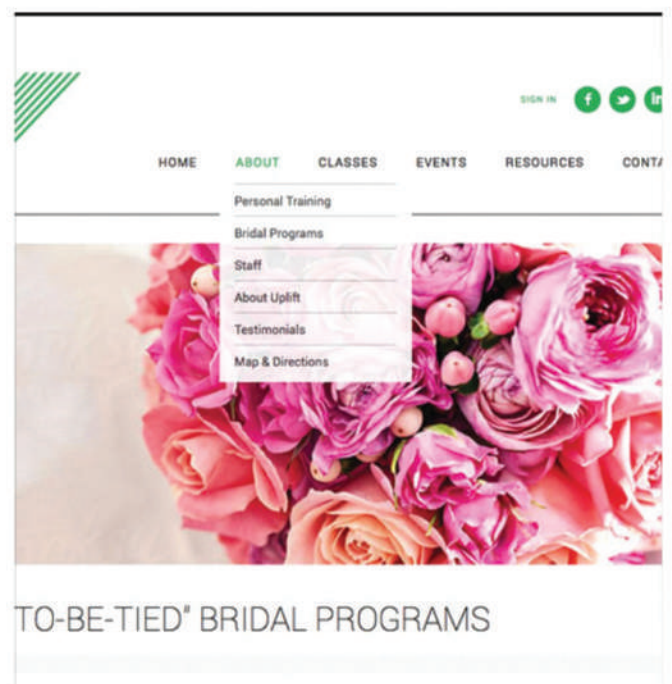 SIGN IN
HOME ABOUT CLASSES EVENTS RESOURCES CONTA
Personal Training
Bridal Programs
Staff
About Uplift
Testimonials
Map & Directions
TO-BE-TIED" BRIDAL PROGRAMS